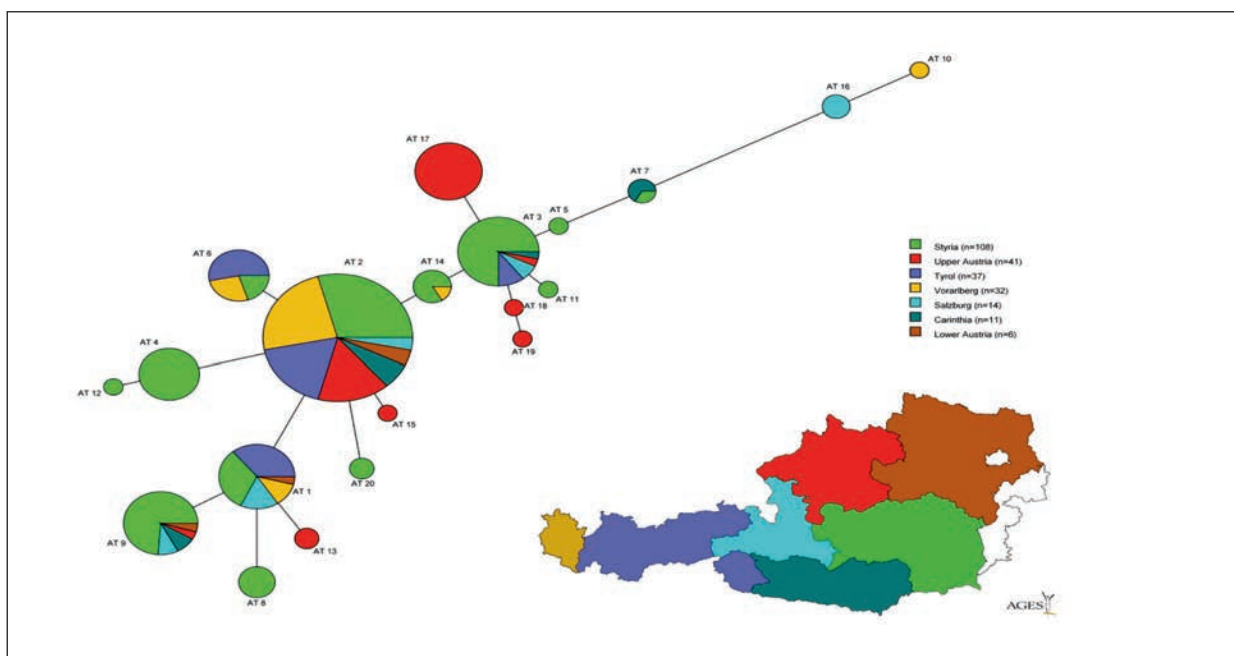 AT 10
AT 16
AT 17
AT 7
AT 3
AT 5
AT 6
AT 2
AT 14
AT 11
AT 18
AT 19
AT 4
AT 12
AT 15
AT 20
AT 1
AT 9
AT 13
AT 8
Styria (n=108)
Upper Austria (n=41)
Tyrol (n=37)
Vorarlberg (n=32)
Salzburg (n=14)
Carinthia (n=11)
Lower Austria (n=6)
AGES